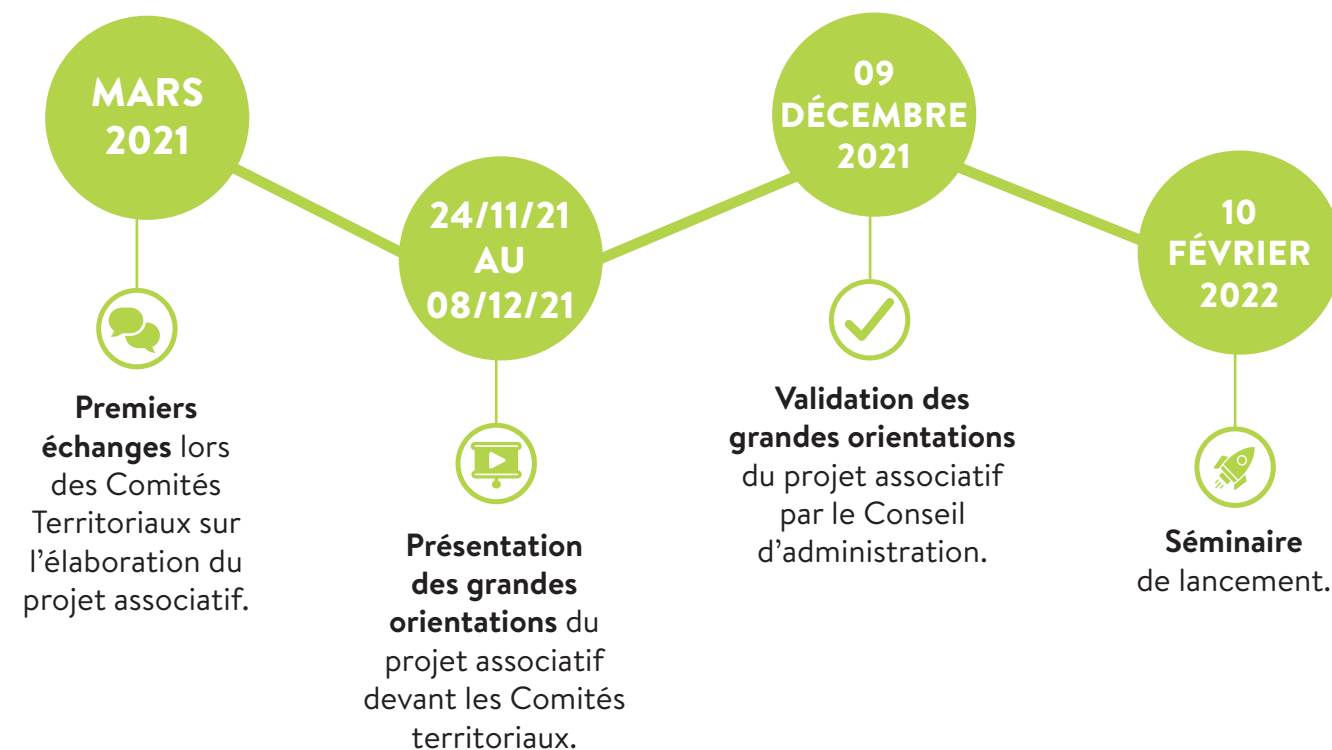 MARS
2021
Premiers
échanges lors
des Comités
Territoriaux sur
l’élaboration du
projet associatif.
24/11/21
AU
08/12/21
Présentation
des grandes
orientations du
projet associatif
devant les Comités
territoriaux.
09
DÉCEMBRE
2021
Validation des
grandes orientations
du projet associatif
par le Conseil
d’administration.
10
FÉVRIER
2022
Séminaire
de lancement.